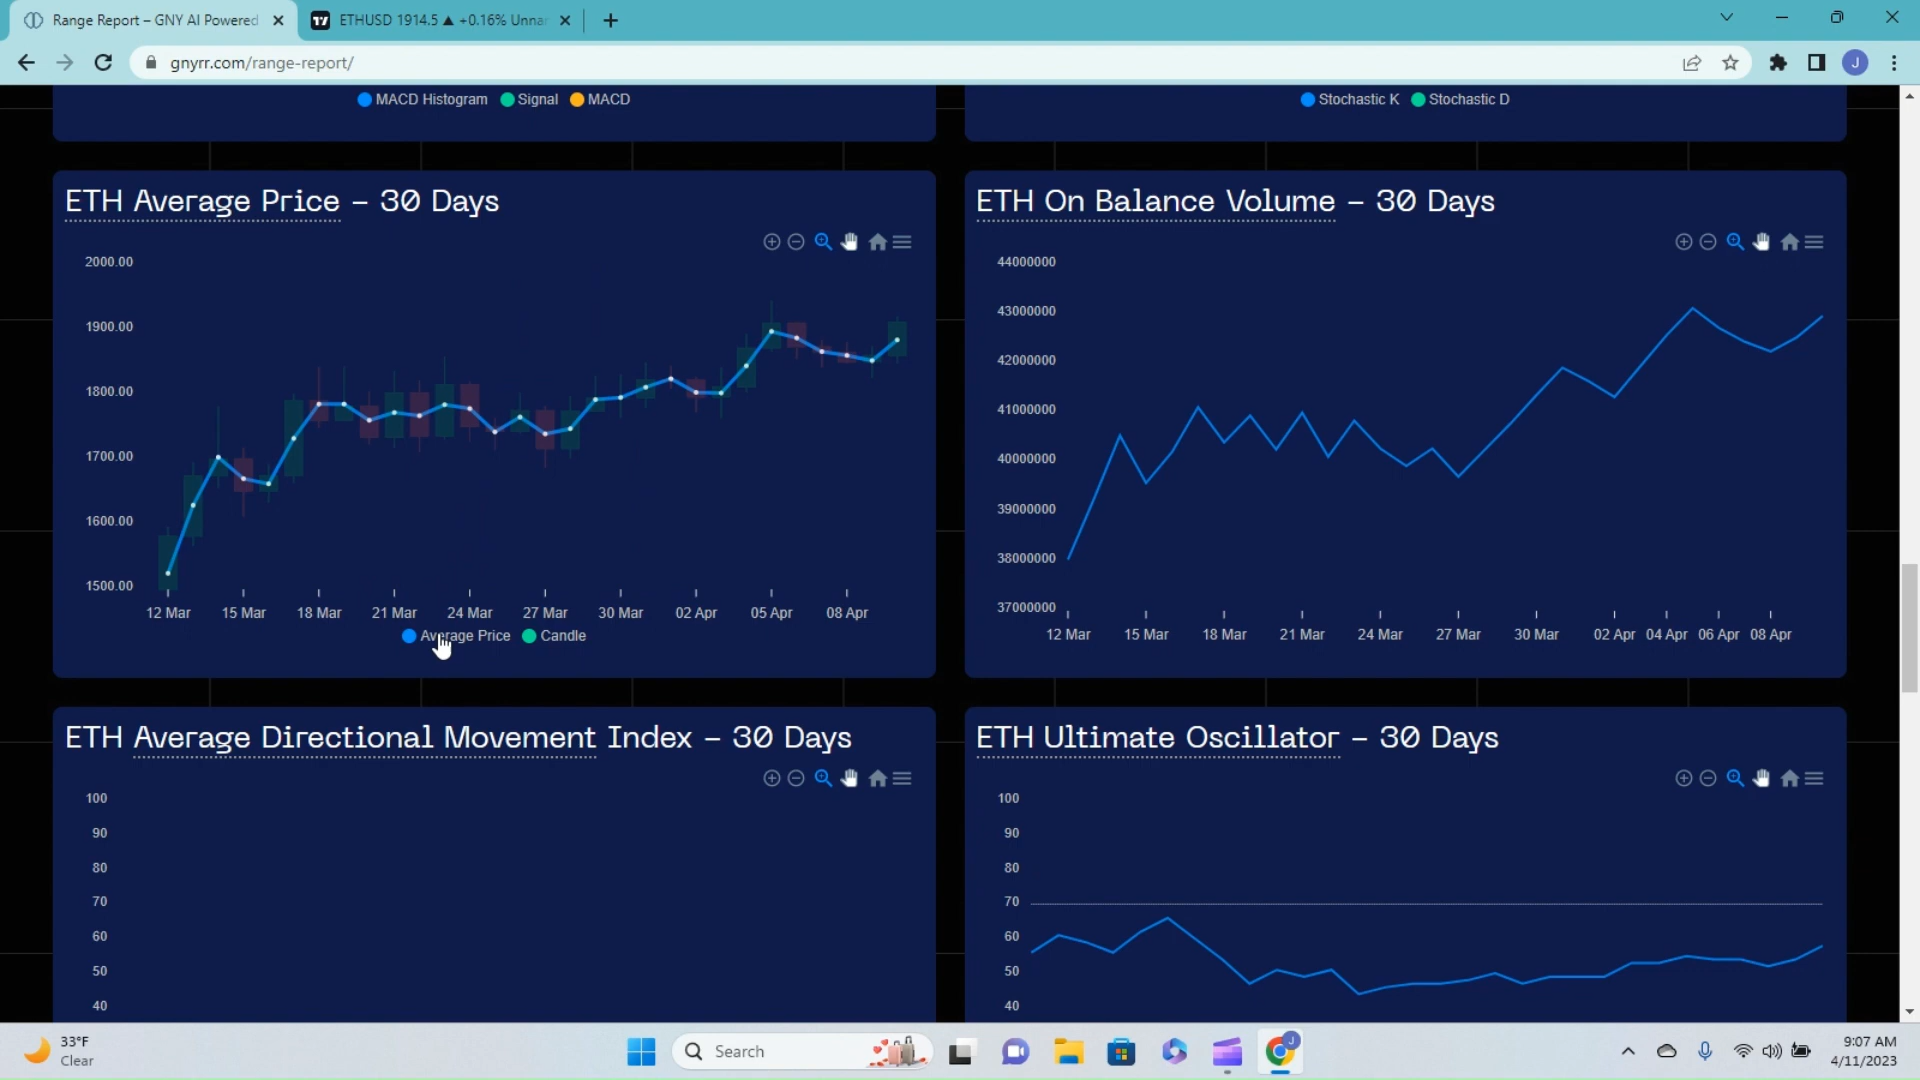 Range Report – GNY AI Powered
ETHUSD 1914.5 ▲ +0.16% Unna
gnyrr.com/range-report/
J
MACD Histogram Signal MACD
Stochastic K Stochastic D
ETH Average Price – 30 Days
2000.00
1900.00
1800.00
1700.00
1600.00
1500.00
12 Mar 15 Mar 18 Mar 21 Mar 24 Mar 27 Mar 30 Mar 02 Apr 05 Apr 08 Apr
Average Price Candle
ETH On Balance Volume – 30 Days
44000000
43000000
42000000
41000000
40000000
39000000
38000000
37000000
12 Mar 15 Mar 18 Mar 21 Mar 24 Mar 27 Mar 30 Mar 02 Apr 04 Apr 06 Apr 08 Apr
ETH Average Directional Movement Index – 30 Days
100
90
80
70
60
50
40
ETH Ultimate Oscillator – 30 Days
100
90
80
70
60
50
40
33°F
Clear
Search
J
9:07 AM
4/11/2023